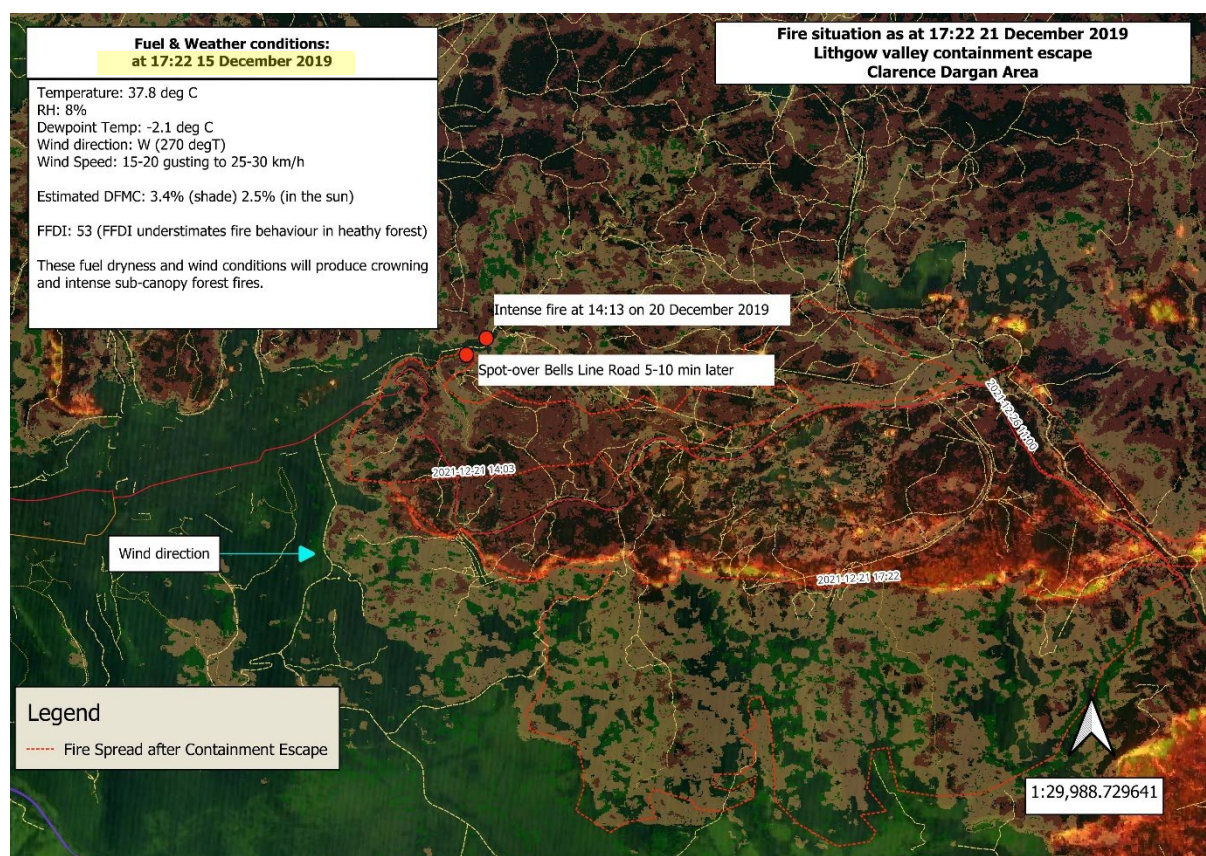 Fuel & Weather conditions:
at 17:22 15 December 2019
Temperature: 37.8 deg C
RH: 8%
Dewpoint Temp: -2.1 deg C
Wind direction: W (270 degT)
Wind Speed: 15-20 gusting to 25-30 km/h
Estimated DFMC: 3.4% (shade) 2.5% (in the sun)
FFDI: 53 (FFDI understimates fire behaviour in heathy forest)
These fuel dryness and wind conditions will produce crowning
and intense sub-canopy forest fires.
Fire situation as at 17:22 21 December 2019
Lithgow valley containment escape
Clarence Dargan Area
Intense fire at 14:13 on 20 December 2019
Spot-over Bells Line Road 5-10 min later
2021-12-26 11:00
2021-12-21 14:03
Wind direction
2021-12-21 17:22
Legend
Fire Spread after Containment Escape
1:29,988.729641